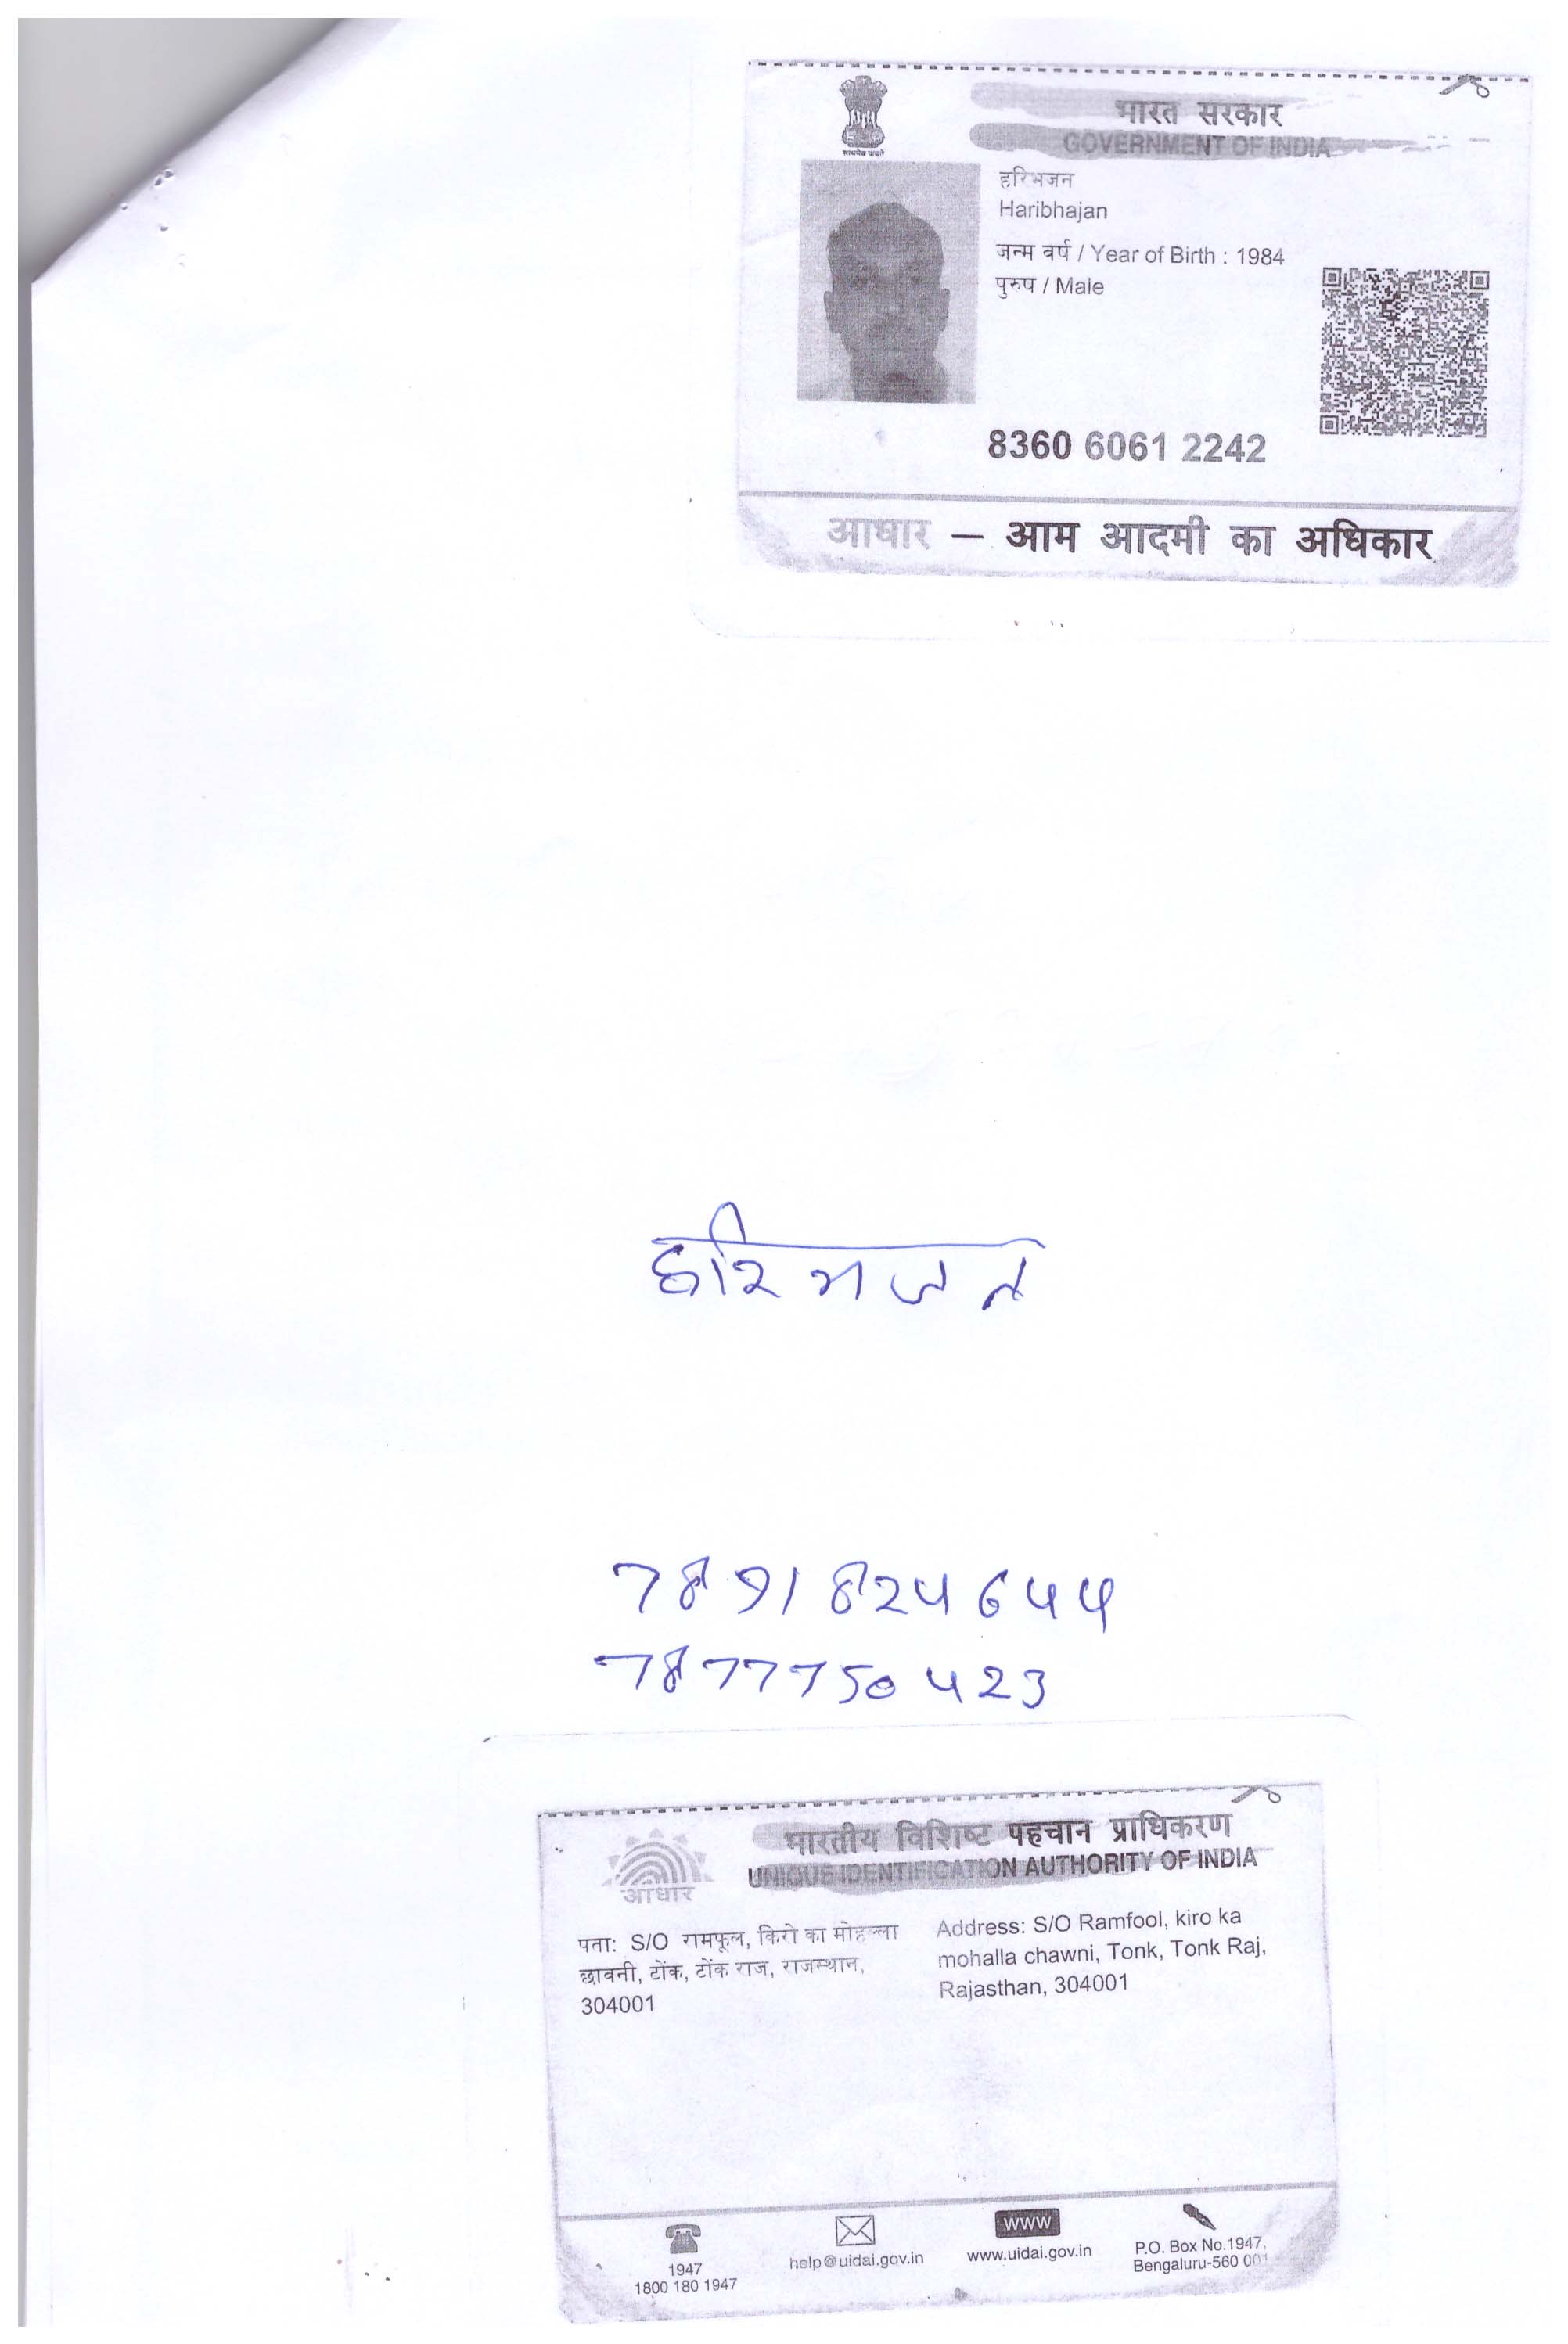 भारत सरकार
GOVERNMENT OF INDIA
सत्यमेव जयते
हरिभजन
Haribhajan
जन्म वर्ष / Year of Birth : 1984
पुरुष / Male
8360 6061 2242
आधार – आम आदमी का अधिकार
हरिभजन
7891824644
7877750423
भारतीय विशिष्ट पहचान प्राधिकरण
UNIQUE IDENTIFICATION AUTHORITY OF INDIA
आधार
पता: S/O रामफूल, किरो का मोहल्ला
छावनी, टोंक, टोंक राज, राजस्थान,
304001
Address: S/O Ramfool, kiro ka
mohalla chawni, Tonk, Tonk Raj,
Rajasthan, 304001
1947
1800 180 1947
help@uidai.gov.in
www
www.uidai.gov.in
P.O. Box No.1947,
Bengaluru-560 001